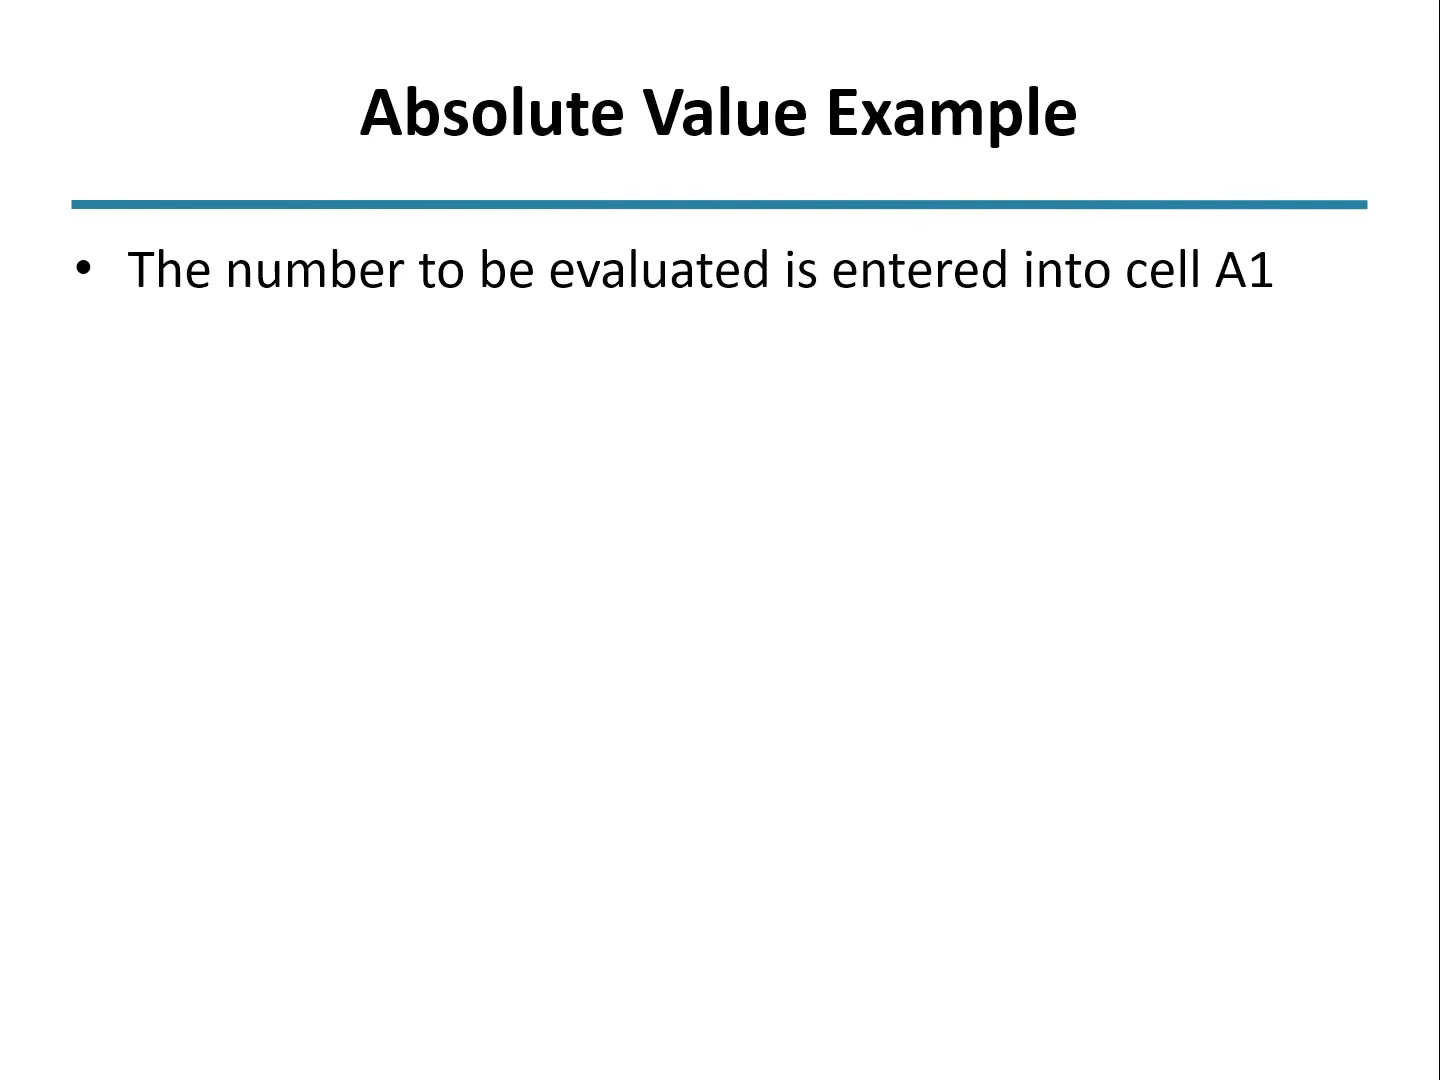 Absolute Value Example
• The number to be evaluated is entered into cell A1